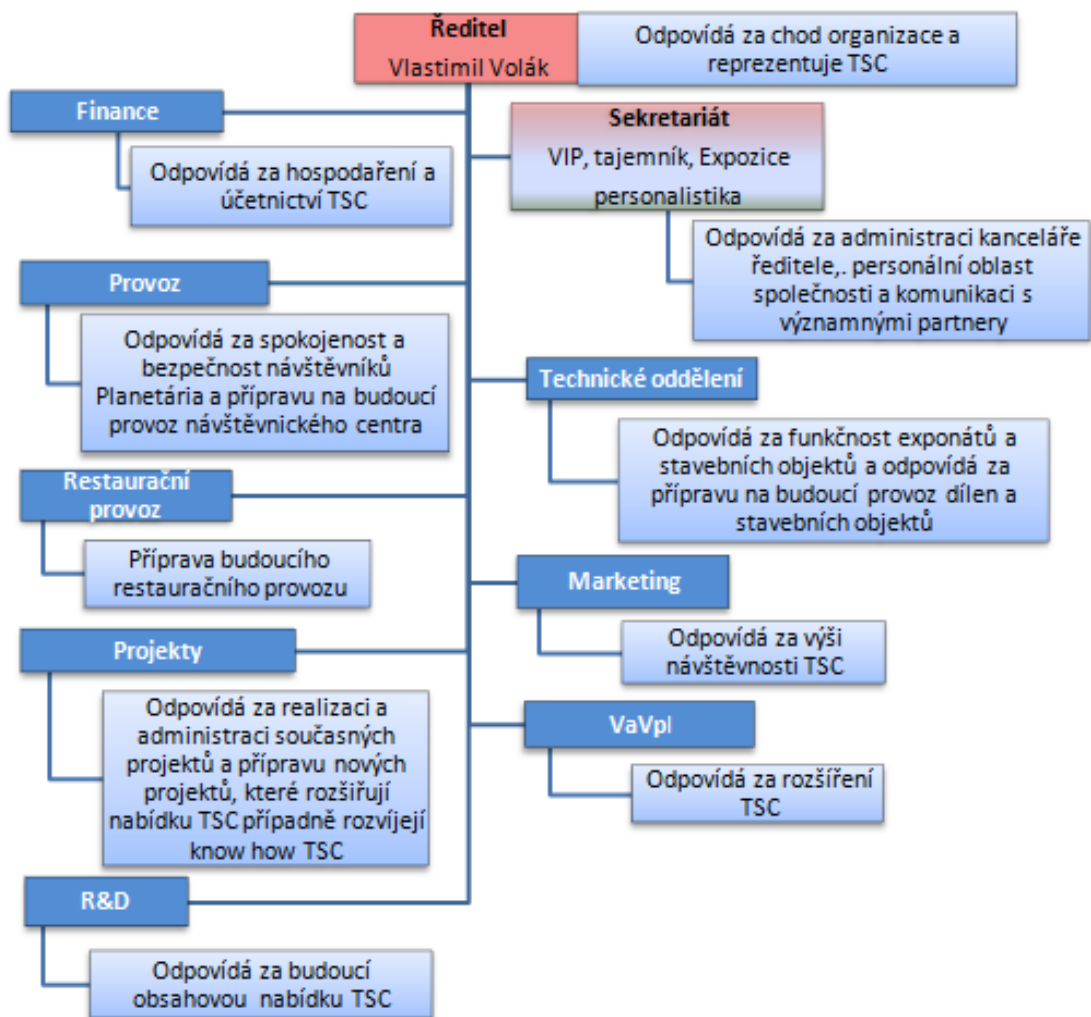 Ředitel
Vlastimil Volák
Odpovídá za chod organizace a
reprezentuje TSC
Finance
Odpovídá za hospodaření a
účetnictví TSC
Sekretariát
VIP, tajemník, Expozice
personalistika
Odpovídá za administraci kanceláře
ředitele,. personální oblast
společnosti a komunikaci s
významnými partnery
Provoz
Odpovídá za spokojenost a
bezpečnost návštěvníků
Planetária a přípravu na budoucí
provoz návštěvnického centra
Technické oddělení
Odpovídá za funkčnost exponátů a
stavebních objektů a odpovídá za
přípravu na budoucí provoz dílen a
stavebních objektů
Restaurační
provoz
Příprava budoucího
restauračního provozu
Marketing
Odpovídá za výši
návštěvnosti TSC
Projekty
Odpovídá za realizaci a
administraci současných
projektů a přípravu nových
projektů, které rozšiřují
nabídku TSC případně rozvíjejí
know how TSC
VaVpI
Odpovídá za rozšíření
TSC
R&D
Odpovídá za budoucí
obsahovou nabídku TSC